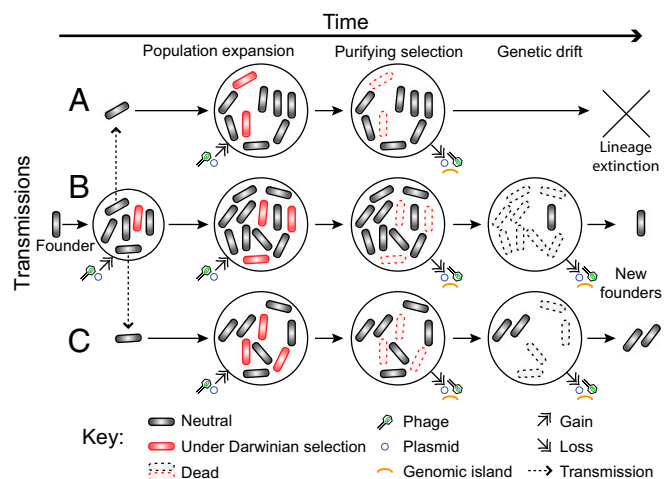 Time
Population expansion Purifying selection Genetic drift
A
Lineage
extinction
Transmissions
B
Founder
New
founders
C
Key:
Neutral
Under Darwinian selection
Dead
Phage
Plasmid
Genomic island
Gain
Loss
Transmission